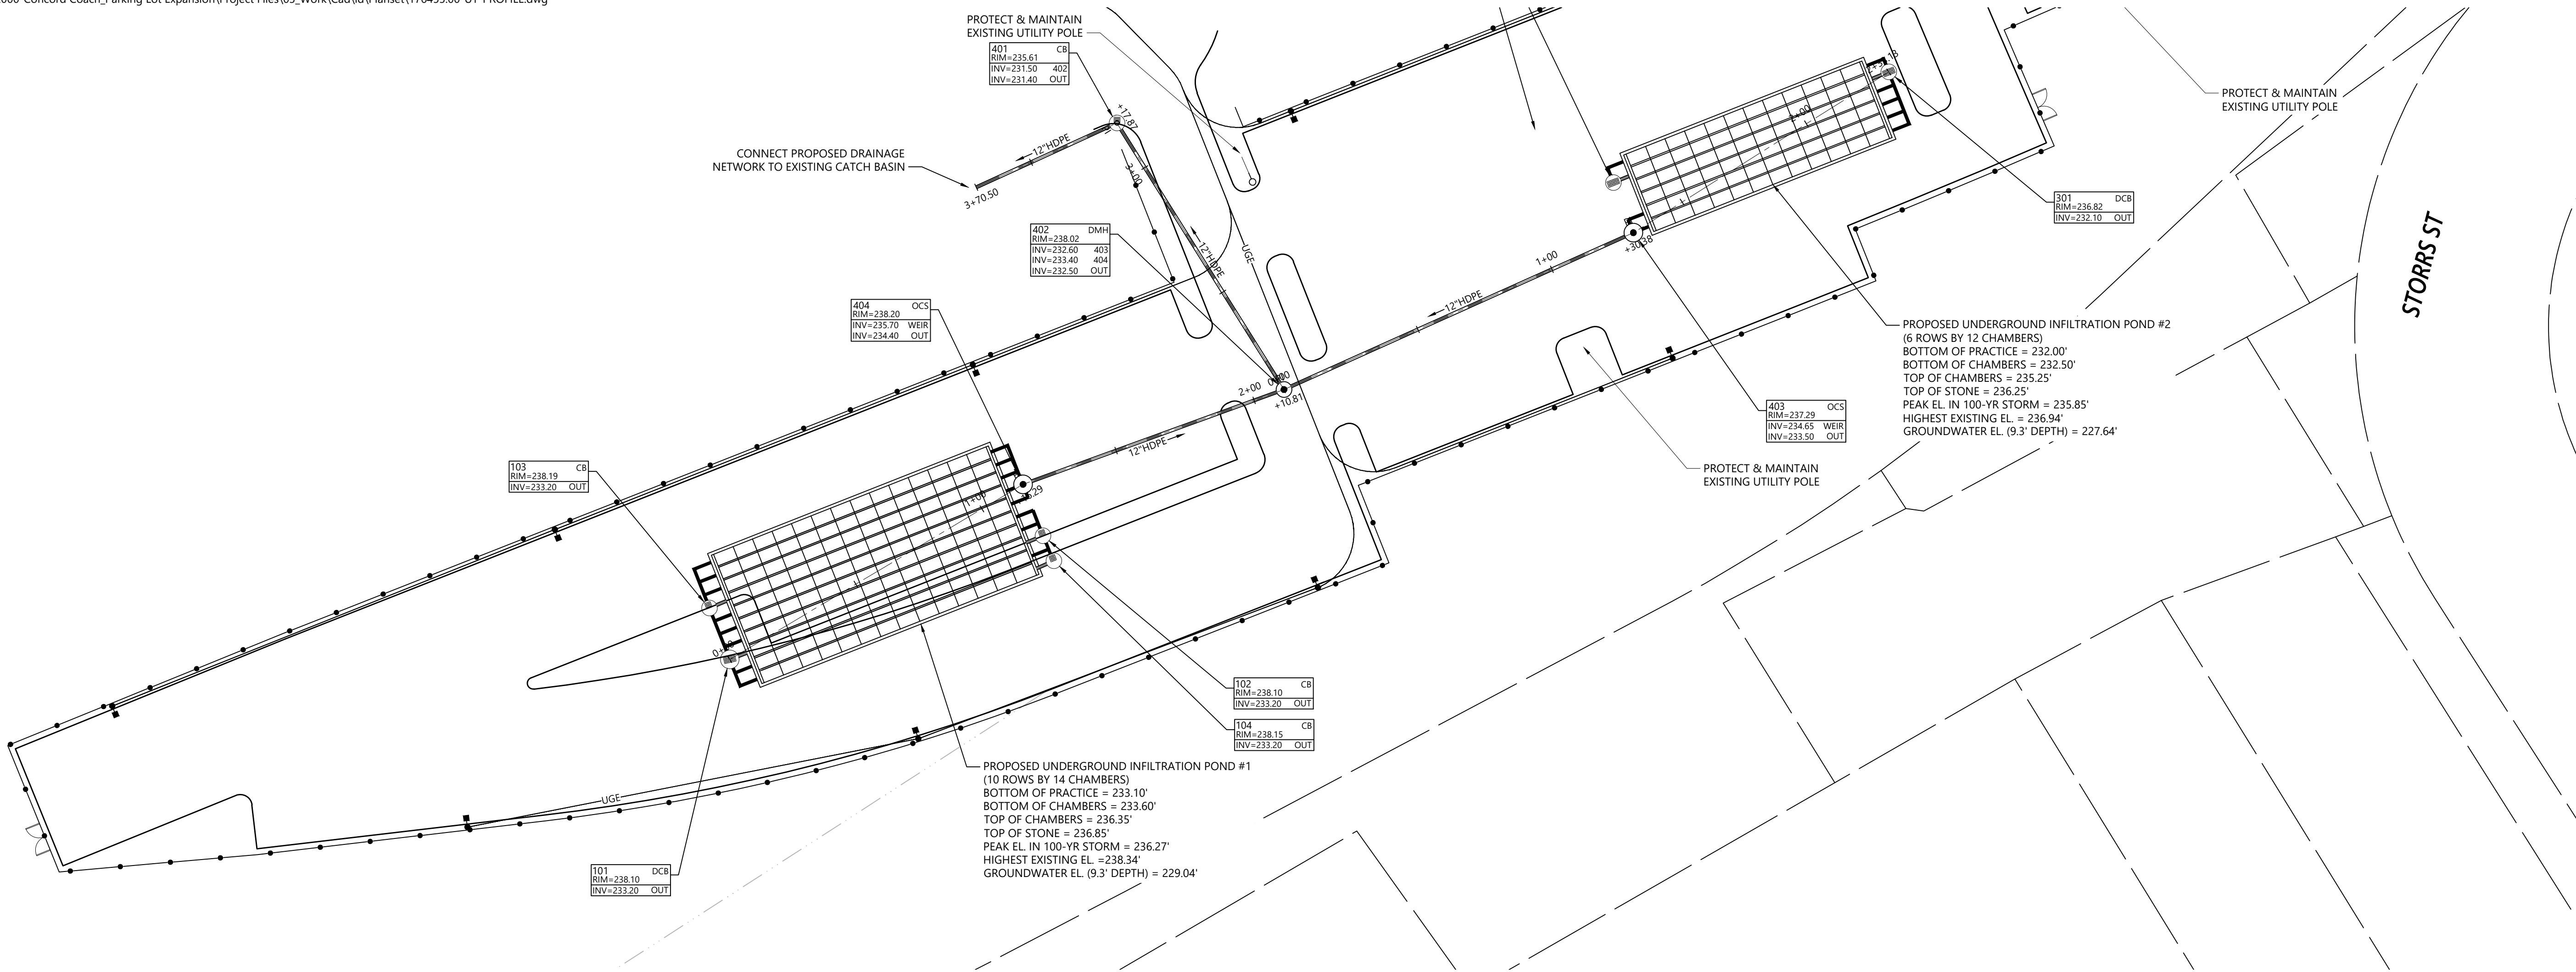 PROTECT & MAINTAIN
EXISTING UTILITY POLE
401 CB
RIM=235.61
INV=231.50 402
INV=231.40 OUT
+17.87
12"HDPE
CONNECT PROPOSED DRAINAGE
NETWORK TO EXISTING CATCH BASIN
3+70.50
3+00
402 DMH
RIM=238.02
INV=232.60 403
INV=233.40 404
INV=232.50 OUT
12"HDPE
UGE
404 OCS
RIM=238.20
INV=235.70 WEIR
INV=234.40 OUT
2+00
+10.81
12"HDPE
1+00
12"HDPE
1+00
+30.38
2+00
PROTECT & MAINTAIN
EXISTING UTILITY POLE
301 DCB
RIM=236.82
INV=232.10 OUT
STORRS ST
PROPOSED UNDERGROUND INFILTRATION POND #2
(6 ROWS BY 12 CHAMBERS)
BOTTOM OF PRACTICE = 232.00'
BOTTOM OF CHAMBERS = 232.50'
TOP OF CHAMBERS = 235.25'
TOP OF STONE = 236.25'
PEAK EL. IN 100-YR STORM = 235.85'
HIGHEST EXISTING EL. = 236.94'
GROUNDWATER EL. (9.3' DEPTH) = 227.64'
403 OCS
RIM=237.29
INV=234.65 WEIR
INV=233.50 OUT
PROTECT & MAINTAIN
EXISTING UTILITY POLE
103 CB
RIM=238.19
INV=233.20 OUT
102 CB
RIM=238.10
INV=233.20 OUT
104 CB
RIM=238.15
INV=233.20 OUT
PROPOSED UNDERGROUND INFILTRATION POND #1
(10 ROWS BY 14 CHAMBERS)
BOTTOM OF PRACTICE = 233.10'
BOTTOM OF CHAMBERS = 233.60'
TOP OF CHAMBERS = 236.35'
TOP OF STONE = 236.85'
PEAK EL. IN 100-YR STORM = 236.27'
HIGHEST EXISTING EL. =238.34'
GROUNDWATER EL. (9.3' DEPTH) = 229.04'
UGE
101 DCB
RIM=238.10
INV=233.20 OUT